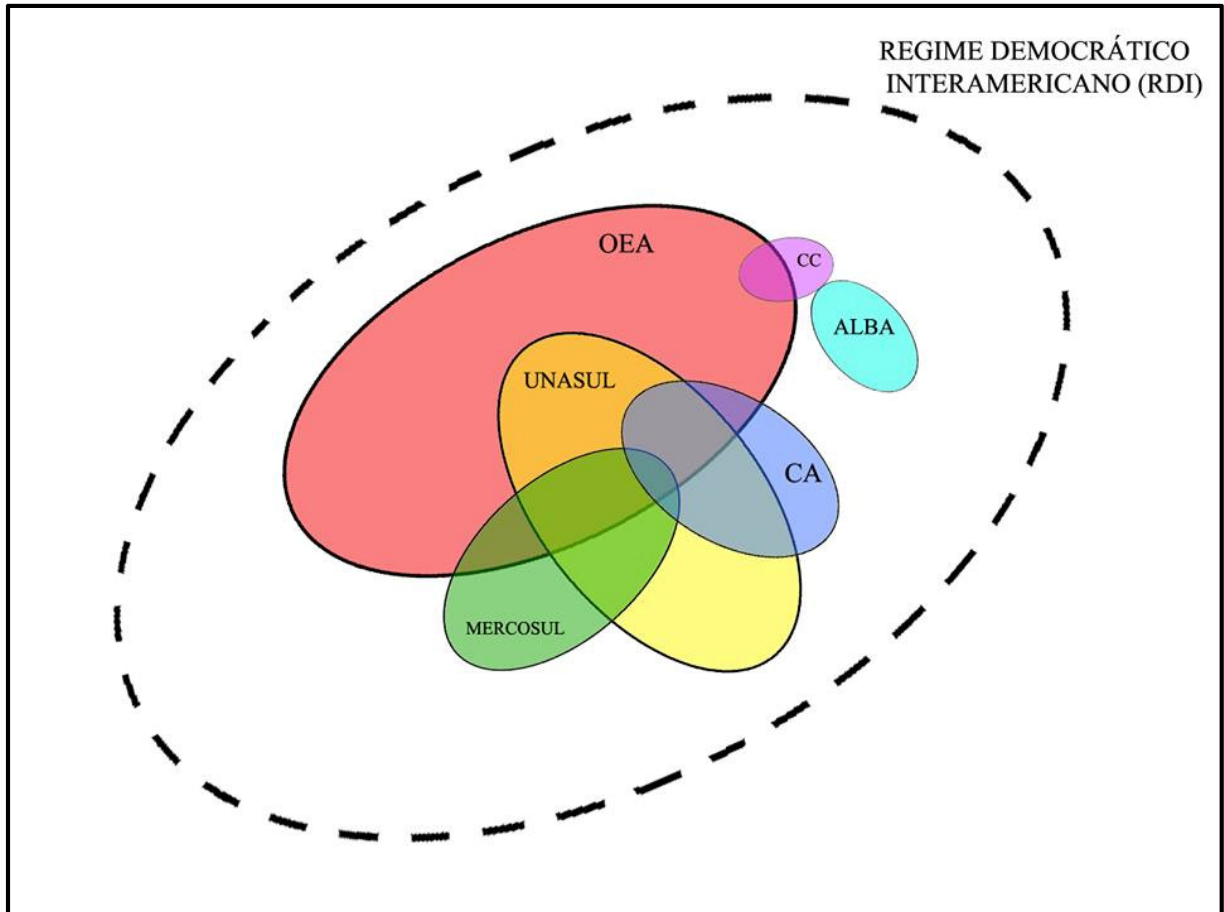 REGIME DEMOCRÁTICO
INTERAMERICANO (RDI)
OEA
CC
ALBA
UNASUL
CA
MERCOSUL